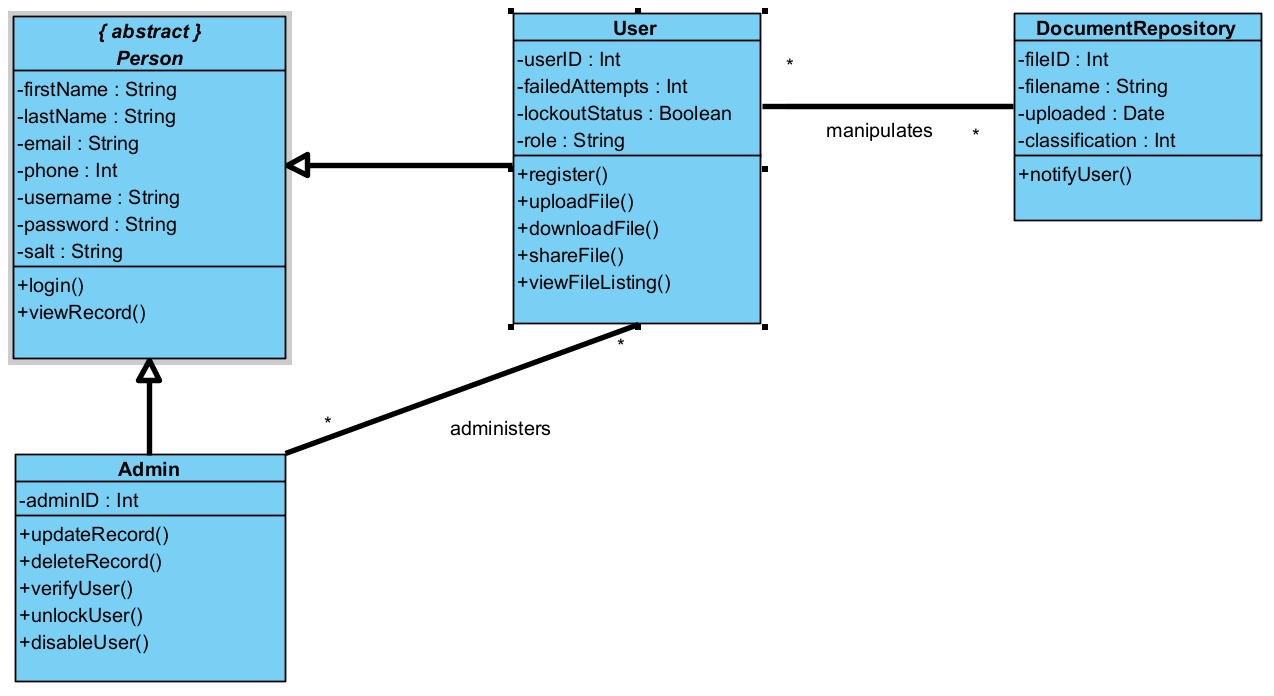 { abstract }
Person
-firstName : String
-lastName : String
-email : String
-phone : Int
-username : String
-password : String
-salt : String
+login()
+viewRecord()
User
-userID : Int
-failedAttempts : Int
-lockoutStatus : Boolean
-role : String
+register()
+uploadFile()
+downloadFile()
+shareFile()
+viewFileListing()
*
manipulates
*
DocumentRepository
-fileID : Int
-filename : String
-uploaded : Date
-classification : Int
+notifyUser()
*
*
administers
Admin
-adminID : Int
+updateRecord()
+deleteRecord()
+verifyUser()
+unlockUser()
+disableUser()